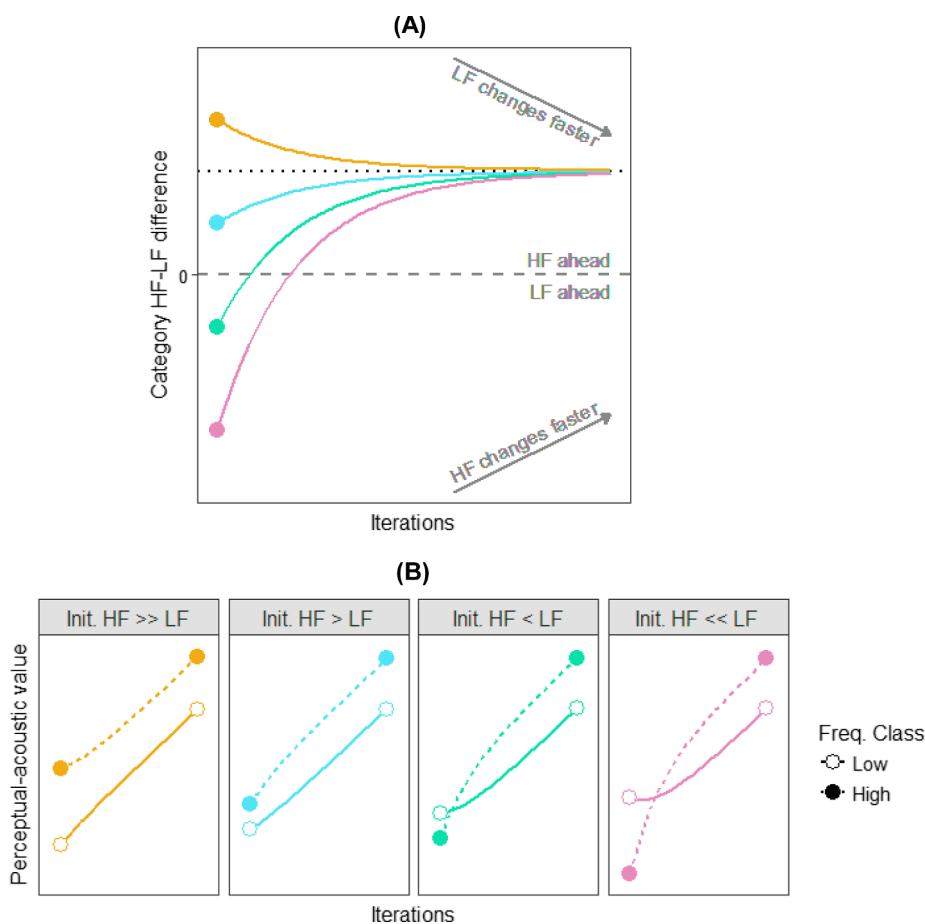 (A)
LF changes faster
Category HF-LF difference
HF ahead
0
LF ahead
HF changes faster
Iterations
(B)
Init. HF >> LF
Init. HF > LF
Init. HF < LF
Init. HF << LF
Perceptual-acoustic value
Freq. Class
Low
High
Iterations